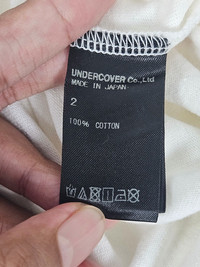 UNDERCOVER Co.,Ltd
MADE IN JAPAN
2
100% COTTON